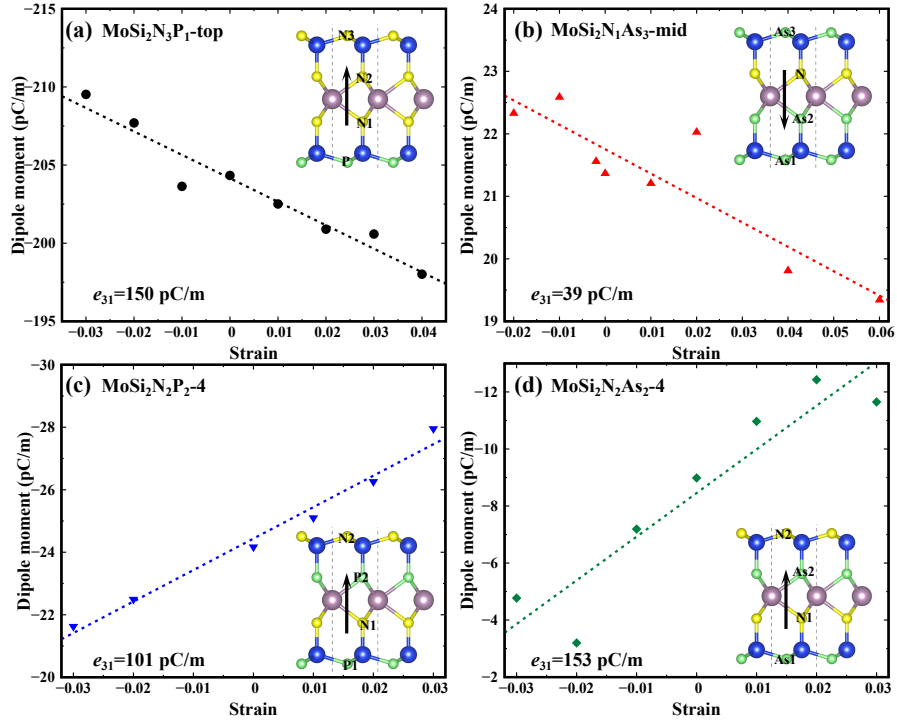 (a) MoSi₂N₃P₁-top
Dipole moment (pC/m)
−210
−205
−200
−195
−0.03 −0.02 −0.01 0 0.01 0.02 0.03 0.04
Strain
N3
N2
N1
P
e₃₁=150 pC/m
(b) MoSi₂N₁As₃-mid
Dipole moment (pC/m)
24
23
22
21
20
19
−0.02 −0.01 0 0.01 0.02 0.03 0.04 0.05 0.06
Strain
As3
N
As2
As1
e₃₁=39 pC/m
(c) MoSi₂N₂P₂-4
Dipole moment (pC/m)
−30
−28
−26
−24
−22
−20
−0.03 −0.02 −0.01 0 0.01 0.02 0.03
Strain
N2
P2
N1
P1
e₃₁=101 pC/m
(d) MoSi₂N₂As₂-4
Dipole moment (pC/m)
−12
−10
−8
−6
−4
−2
−0.03 −0.02 −0.01 0 0.01 0.02 0.03
Strain
N2
As2
N1
As1
e₃₁=153 pC/m